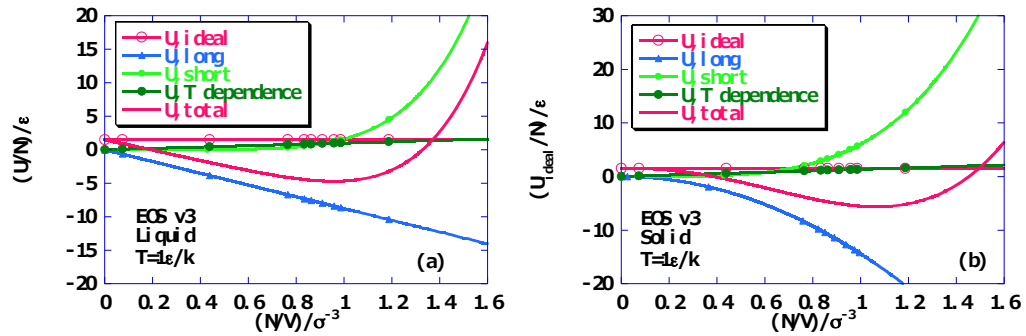 20
15
10
5
0
-5
-10
-15
-20
(U/N)/ε
U, ideal
U, long
U, short
U, T dependence
U, total
EOS v3
Liquid
T=1ε/k
(a)
0 0.2 0.4 0.6 0.8 1 1.2 1.4 1.6
(N/V)/σ⁻³
30
20
10
0
-10
-20
(U_ideal/N)/ε
U, ideal
U, long
U, short
U, T dependence
U, total
EOS v3
Solid
T=1ε/k
(b)
0 0.2 0.4 0.6 0.8 1 1.2 1.4 1.6
(N/V)/σ⁻³